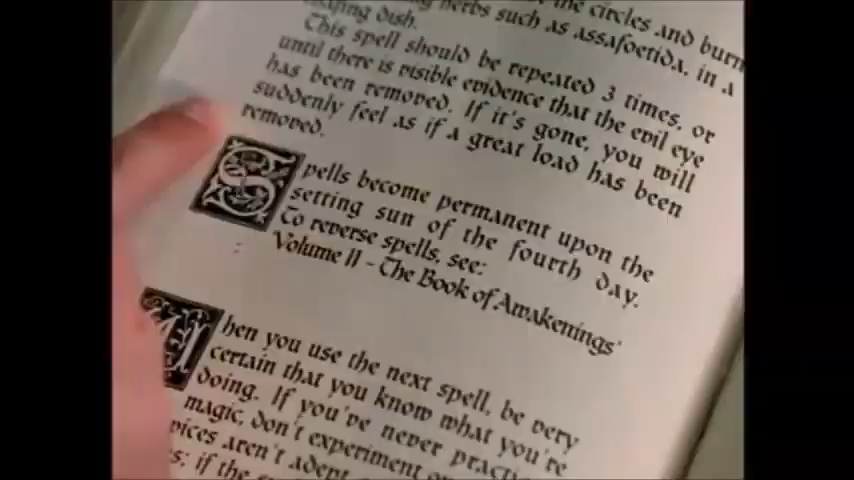 the circles and burn
herbs such as assafoetida, in a
dish.
This spell should be repeated 3 times, or
until there is visible evidence that the evil eye
has been removed. If it's gone, you will
suddenly feel as if a great load has been
removed.
Spells become permanent upon the
setting sun of the fourth day.
To reverse spells, see:
Volume II - The Book of Awakenings'
When you use the next spell, be very
certain that you know what you're
doing. If you've never
magic, don't experiment
aren't adept
if the